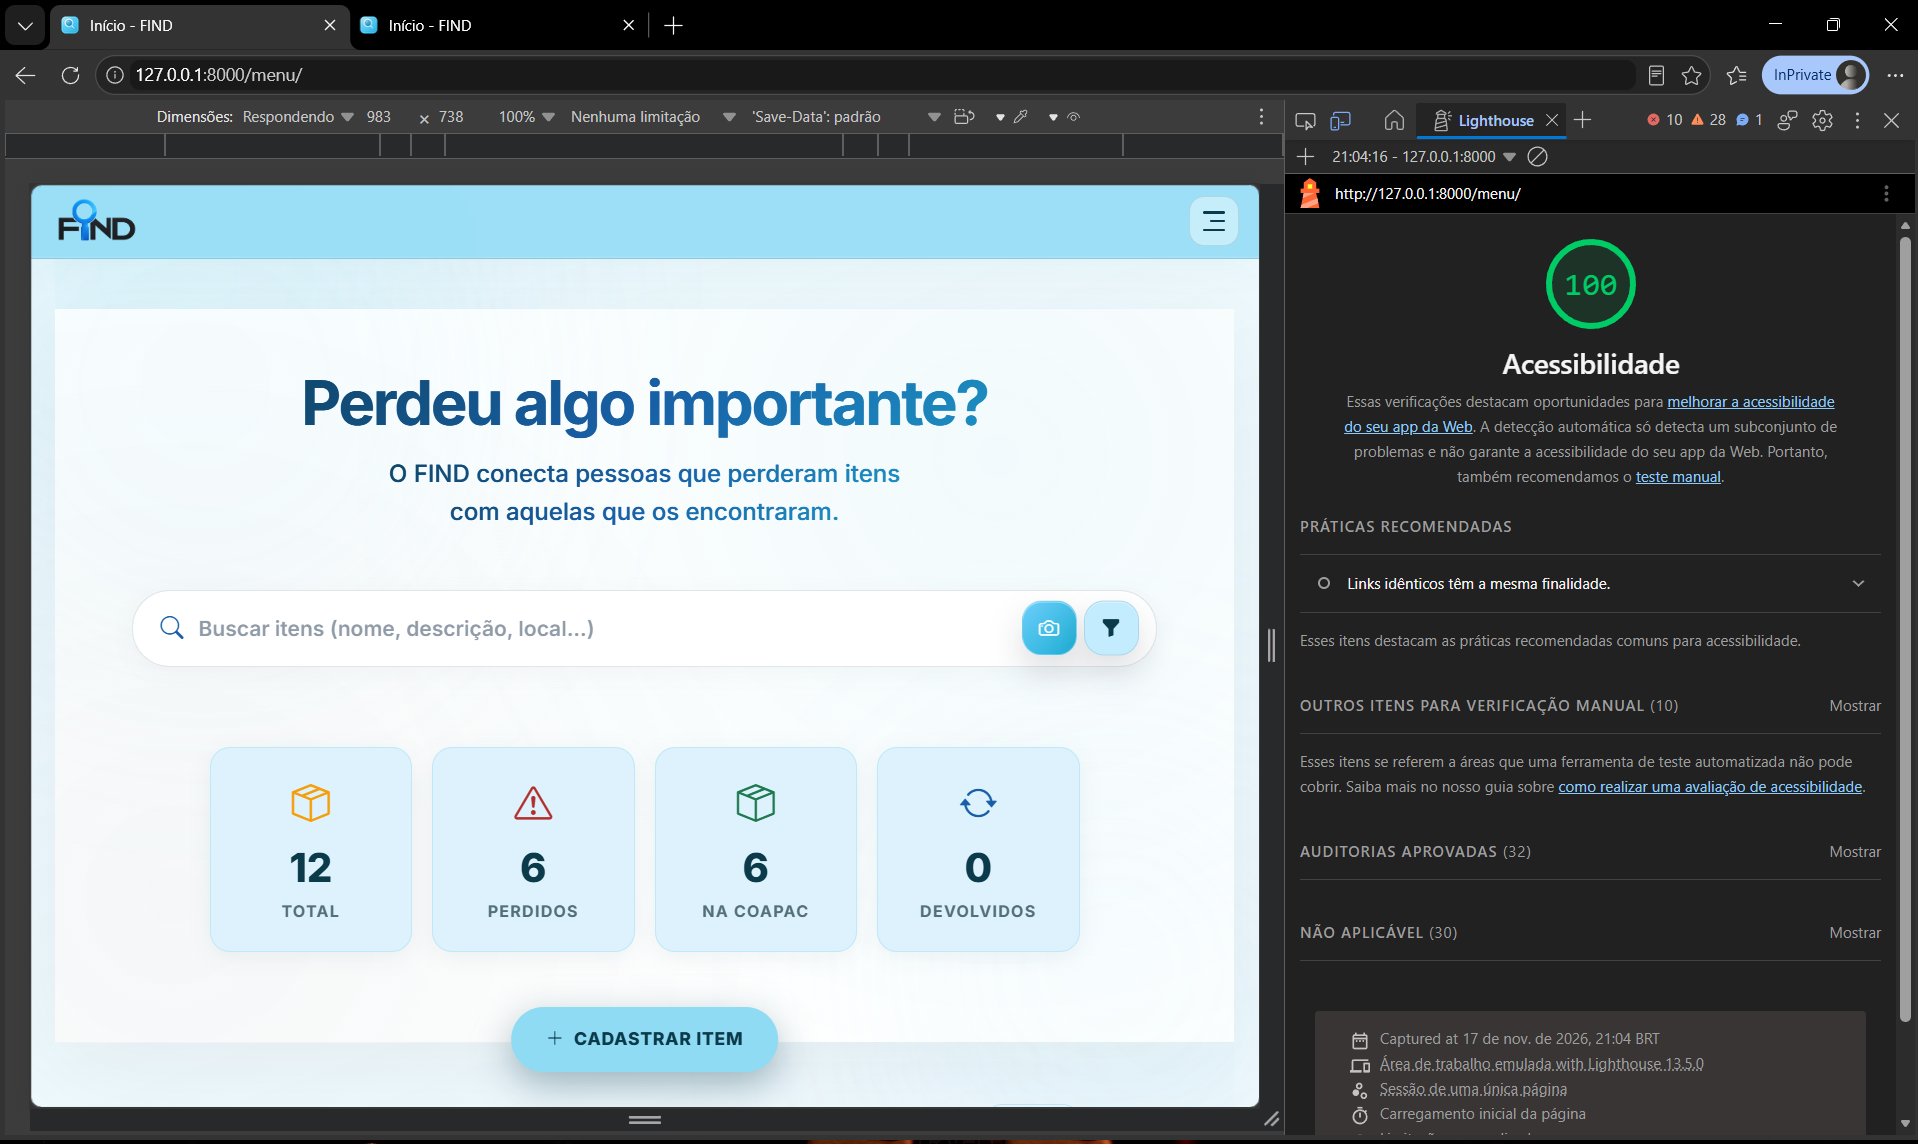 Início - FIND
Início - FIND
127.0.0.1:8000/menu/
InPrivate
Dimensões: Respondendo 983 × 738 100% Nenhuma limitação 'Save-Data': padrão
Lighthouse
10 28 1
21:04:16 - 127.0.0.1:8000
http://127.0.0.1:8000/menu/
FIND
Perdeu algo importante?
O FIND conecta pessoas que perderam itens
com aquelas que os encontraram.
Buscar itens (nome, descrição, local...)
12
TOTAL
6
PERDIDOS
6
NA COAPAC
0
DEVOLVIDOS
+ CADASTRAR ITEM
100
Acessibilidade
Essas verificações destacam oportunidades para melhorar a acessibilidade
do seu app da Web. A detecção automática só detecta um subconjunto de
problemas e não garante a acessibilidade do seu app da Web. Portanto,
também recomendamos o teste manual.
PRÁTICAS RECOMENDADAS
Links idênticos têm a mesma finalidade.
Esses itens destacam as práticas recomendadas comuns para acessibilidade.
OUTROS ITENS PARA VERIFICAÇÃO MANUAL (10) Mostrar
Esses itens se referem a áreas que uma ferramenta de teste automatizada não pode
cobrir. Saiba mais no nosso guia sobre como realizar uma avaliação de acessibilidade.
AUDITORIAS APROVADAS (32) Mostrar
NÃO APLICÁVEL (30) Mostrar
Captured at 17 de nov. de 2026, 21:04 BRT
Área de trabalho emulada with Lighthouse 13.5.0
Sessão de uma única página
Carregamento inicial da página